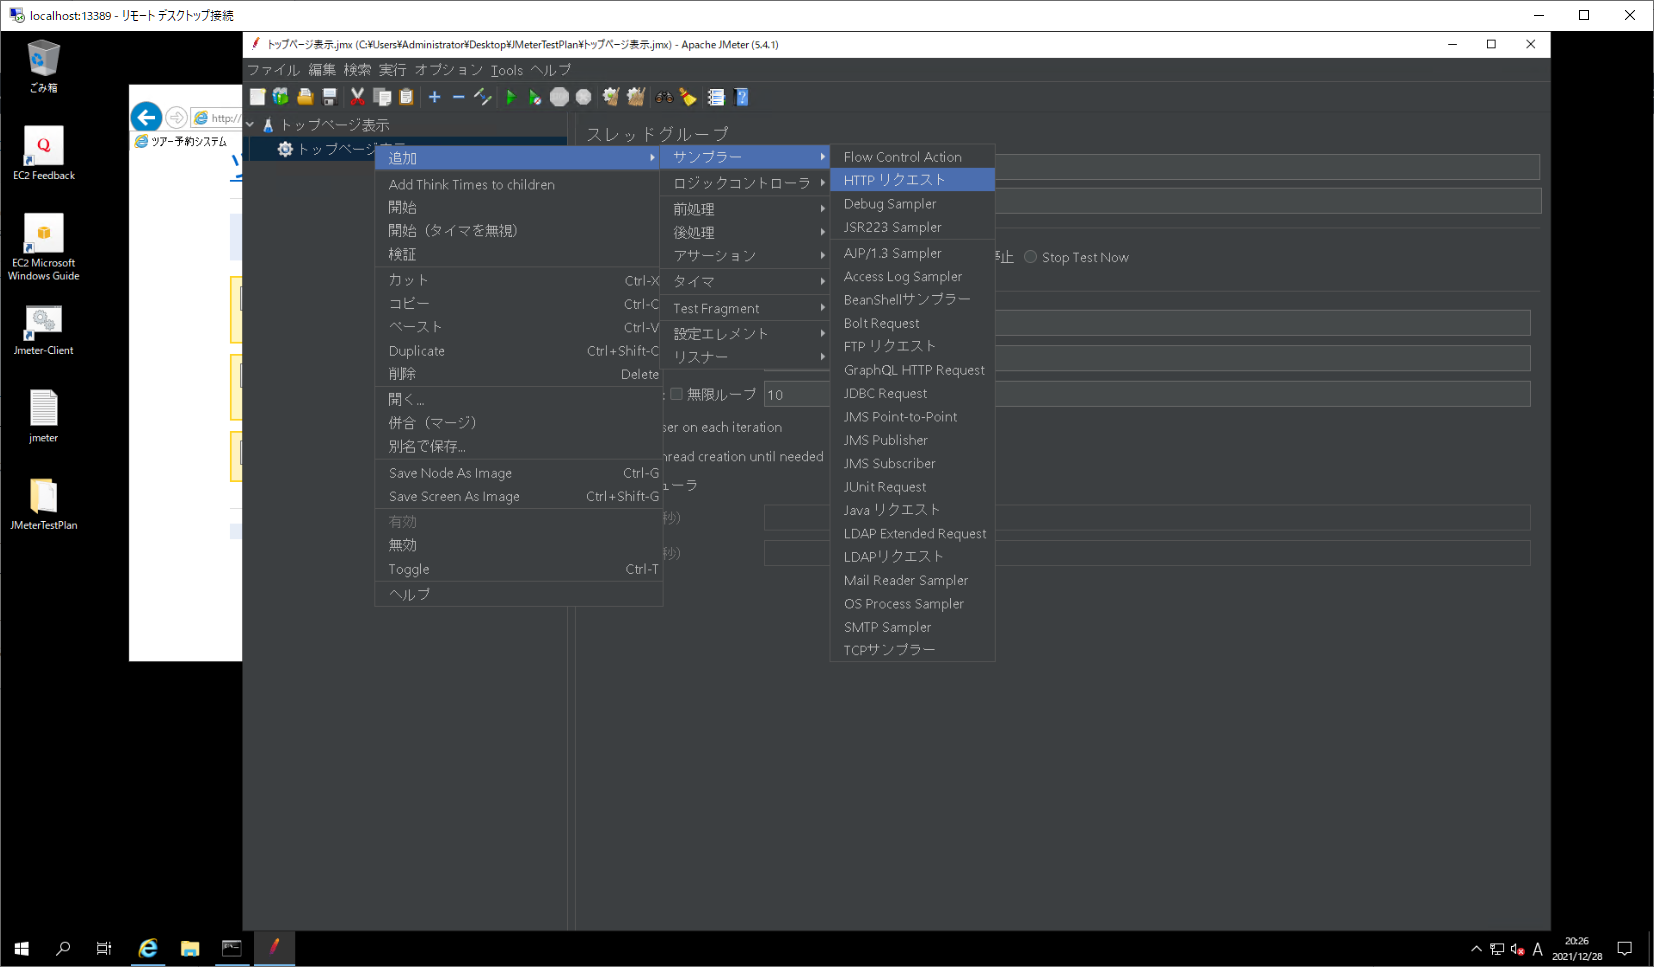 localhost:13389 - リモート デスクトップ接続
ごみ箱
EC2 Feedback
EC2 Microsoft
Windows Guide
Jmeter-Client
jmeter
JMeterTestPlan
http://
ツアー予約システム
トップページ表示.jmx (C:¥Users¥Administrator¥Desktop¥JMeterTestPlan¥トップページ表示.jmx) - Apache JMeter (5.4.1)
ファイル 編集 検索 実行 オプション Tools ヘルプ
トップページ表示
トップページ
追加
Add Think Times to children
開始
開始（タイマを無視）
検証
カット Ctrl-X
コピー Ctrl-C
ペースト Ctrl-V
Duplicate Ctrl+Shift-C
削除 Delete
開く...
併合（マージ）
別名で保存...
Save Node As Image Ctrl-G
Save Screen As Image Ctrl+Shift-G
有効
無効
Toggle Ctrl-T
ヘルプ
スレッドグループ
サンプラー
ロジックコントローラ
前処理
後処理
アサーション
タイマ
Test Fragment
設定エレメント
リスナー
Flow Control Action
HTTP リクエスト
Debug Sampler
JSR223 Sampler
AJP/1.3 Sampler
Access Log Sampler
BeanShellサンプラー
Bolt Request
FTP リクエスト
GraphQL HTTP Request
JDBC Request
JMS Point-to-Point
JMS Publisher
JMS Subscriber
JUnit Request
Java リクエスト
LDAP Extended Request
LDAPリクエスト
Mail Reader Sampler
OS Process Sampler
SMTP Sampler
TCPサンプラー
止 Stop Test Now
無限ループ 10
ser on each iteration
hread creation until needed
ューラ
秒)
秒)
A
20:26
2021/12/28